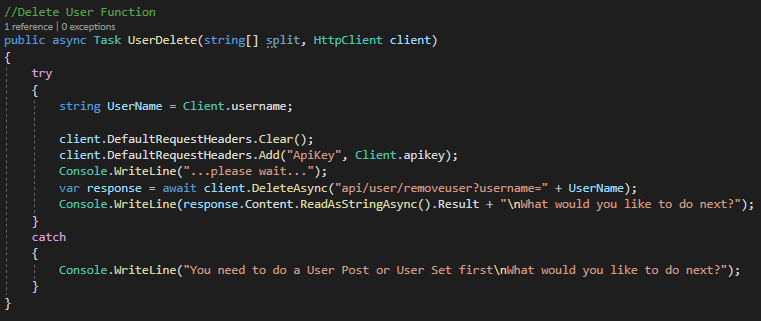 //Delete User Function
1 reference | 0 exceptions
public async Task UserDelete(string[] split, HttpClient client)
{
try
{
string UserName = Client.username;
client.DefaultRequestHeaders.Clear();
client.DefaultRequestHeaders.Add("ApiKey", Client.apikey);
Console.WriteLine("...please wait...");
var response = await client.DeleteAsync("api/user/removeuser?username=" + UserName);
Console.WriteLine(response.Content.ReadAsStringAsync().Result + "\nWhat would you like to do next?");
}
catch
{
Console.WriteLine("You need to do a User Post or User Set first\nWhat would you like to do next?");
}
}